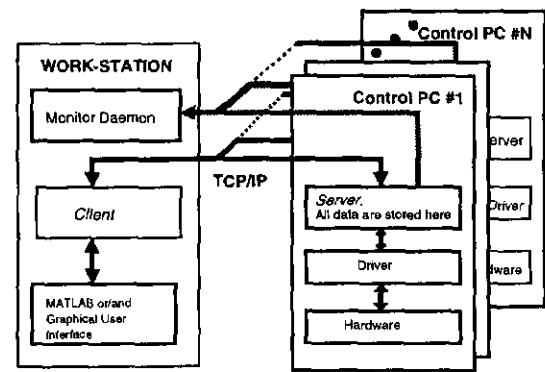 Control PC #N
WORK-STATION
Control PC #1
Monitor Daemon
TCP/IP
Client
Server.
All data are stored here
Driver
Hardware
MATLAB or/and
Graphical User
Interface
erver
Driver
dware